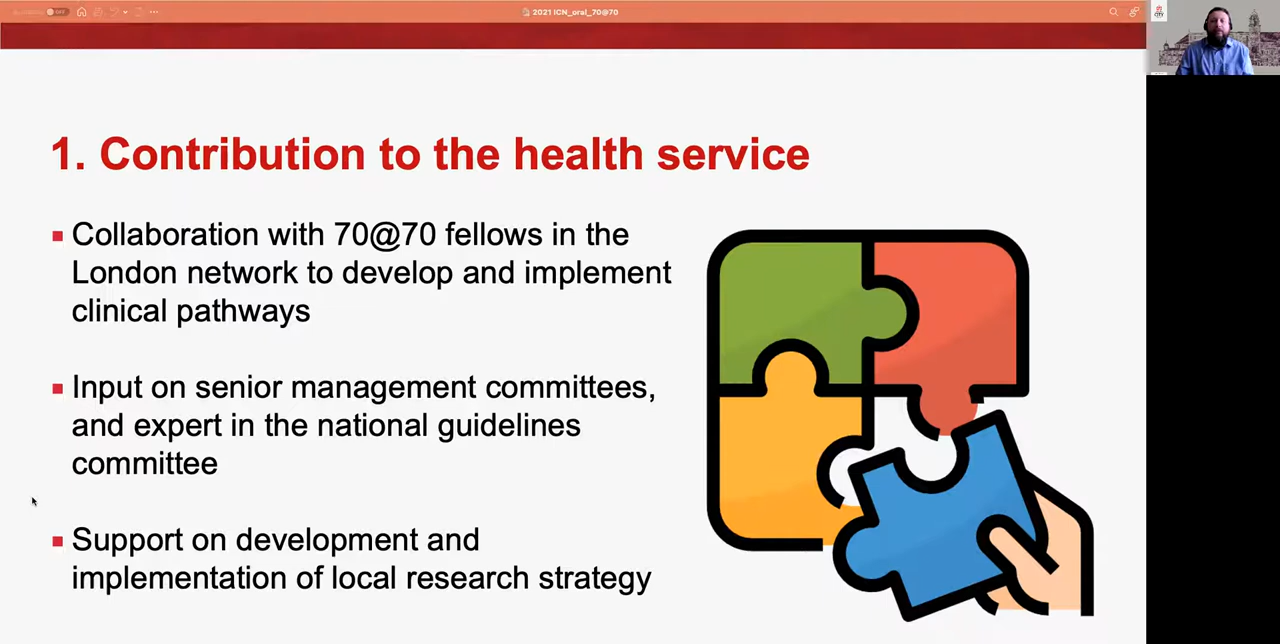 OFF
2021 ICN_oral_70@70
CITY
1. Contribution to the health service
Collaboration with 70@70 fellows in the
London network to develop and implement
clinical pathways
Input on senior management committees,
and expert in the national guidelines
committee
Support on development and
implementation of local research strategy